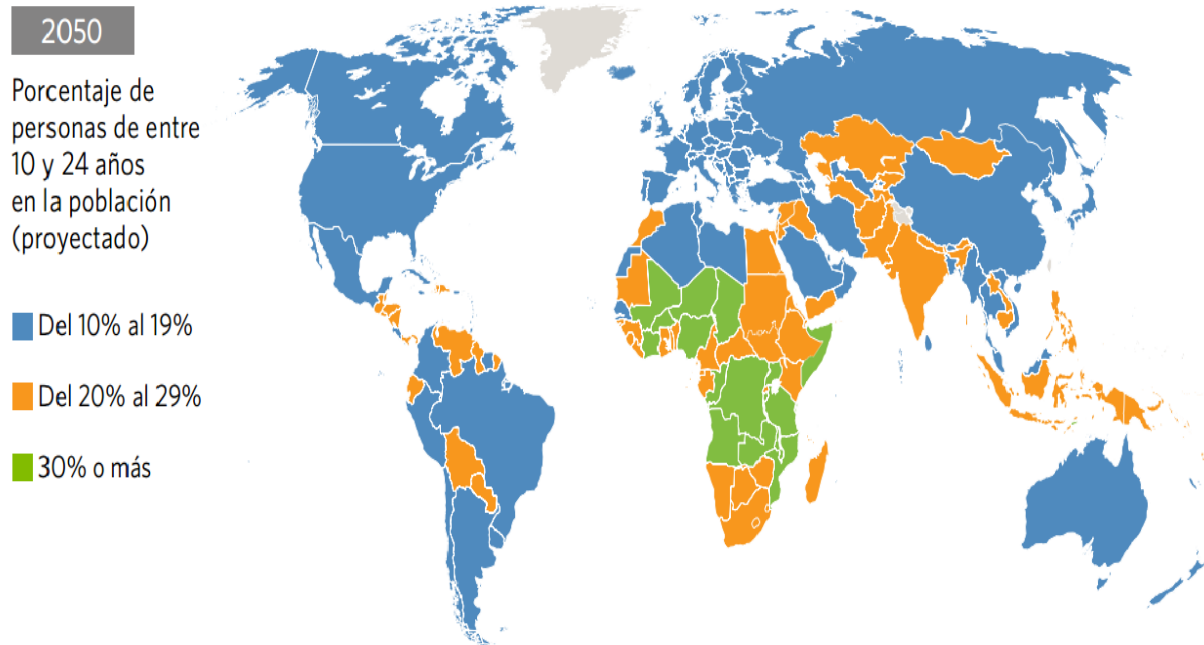 2050
Porcentaje de
personas de entre
10 y 24 años
en la población
(proyectado)
Del 10% al 19%
Del 20% al 29%
30% o más